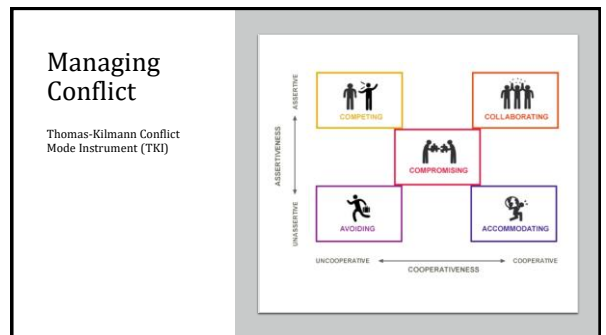 Managing
Conflict
Thomas-Kilmann Conflict
Mode Instrument (TKI)
ASSERTIVENESS
ASSERTIVE
UNASSERTIVE
COMPETING
COLLABORATING
COMPROMISING
AVOIDING
ACCOMMODATING
UNCOOPERATIVE
COOPERATIVE
COOPERATIVENESS